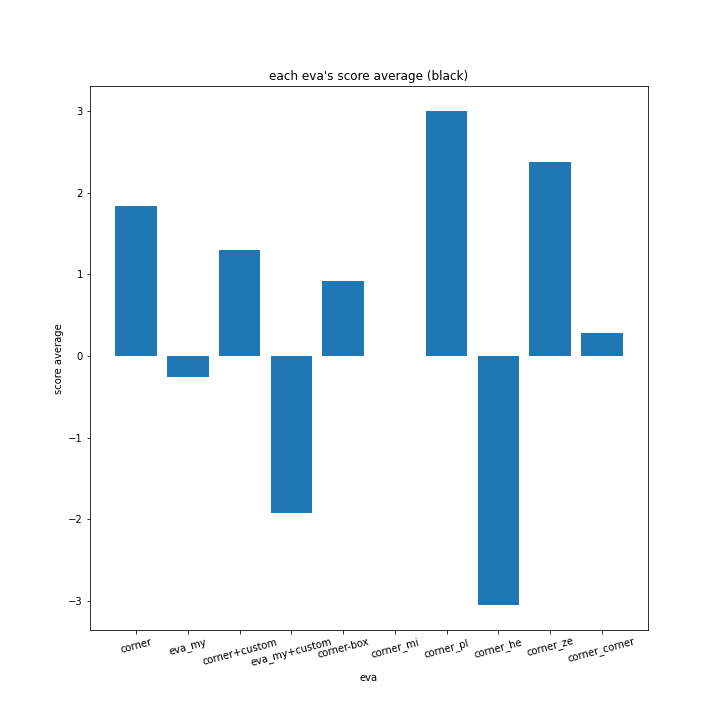 each eva's score average (black)
score average
3
2
1
0
−1
−2
−3
corner
eva_my
corner+custom
eva_my+custom
corner-box
corner_mi
corner_pl
corner_he
corner_ze
corner_corner
eva